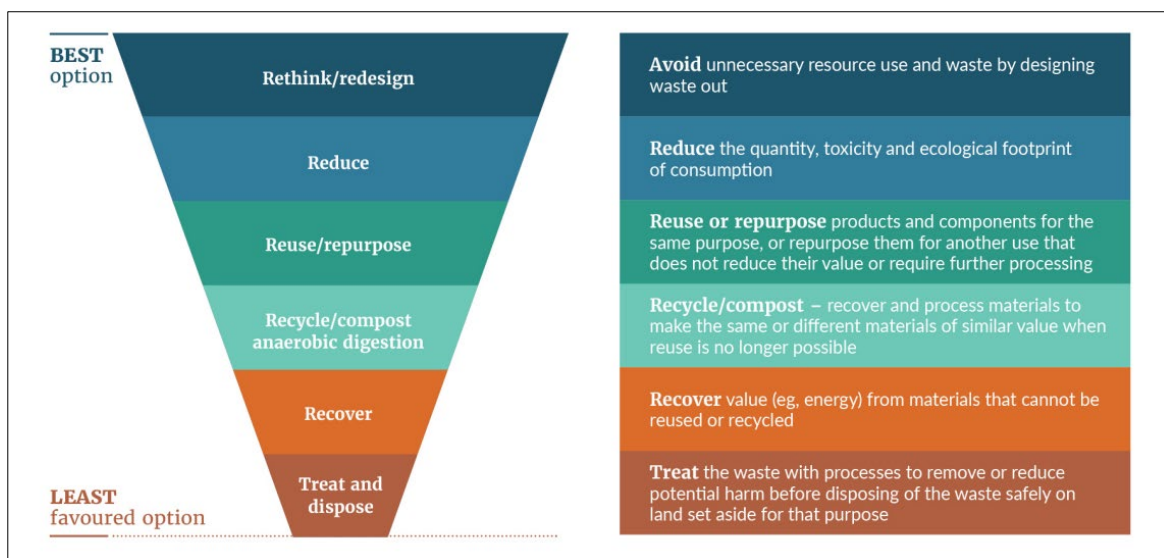 BEST
option
Rethink/redesign
Avoid unnecessary resource use and waste by designing
waste out
Reduce
Reduce the quantity, toxicity and ecological footprint
of consumption
Reuse/repurpose
Reuse or repurpose products and components for the
same purpose, or repurpose them for another use that
does not reduce their value or require further processing
Recycle/compost
anaerobic digestion
Recycle/compost – recover and process materials to
make the same or different materials of similar value when
reuse is no longer possible
Recover
Recover value (eg, energy) from materials that cannot be
reused or recycled
LEAST
favoured option
Treat and
dispose
Treat the waste with processes to remove or reduce
potential harm before disposing of the waste safely on
land set aside for that purpose